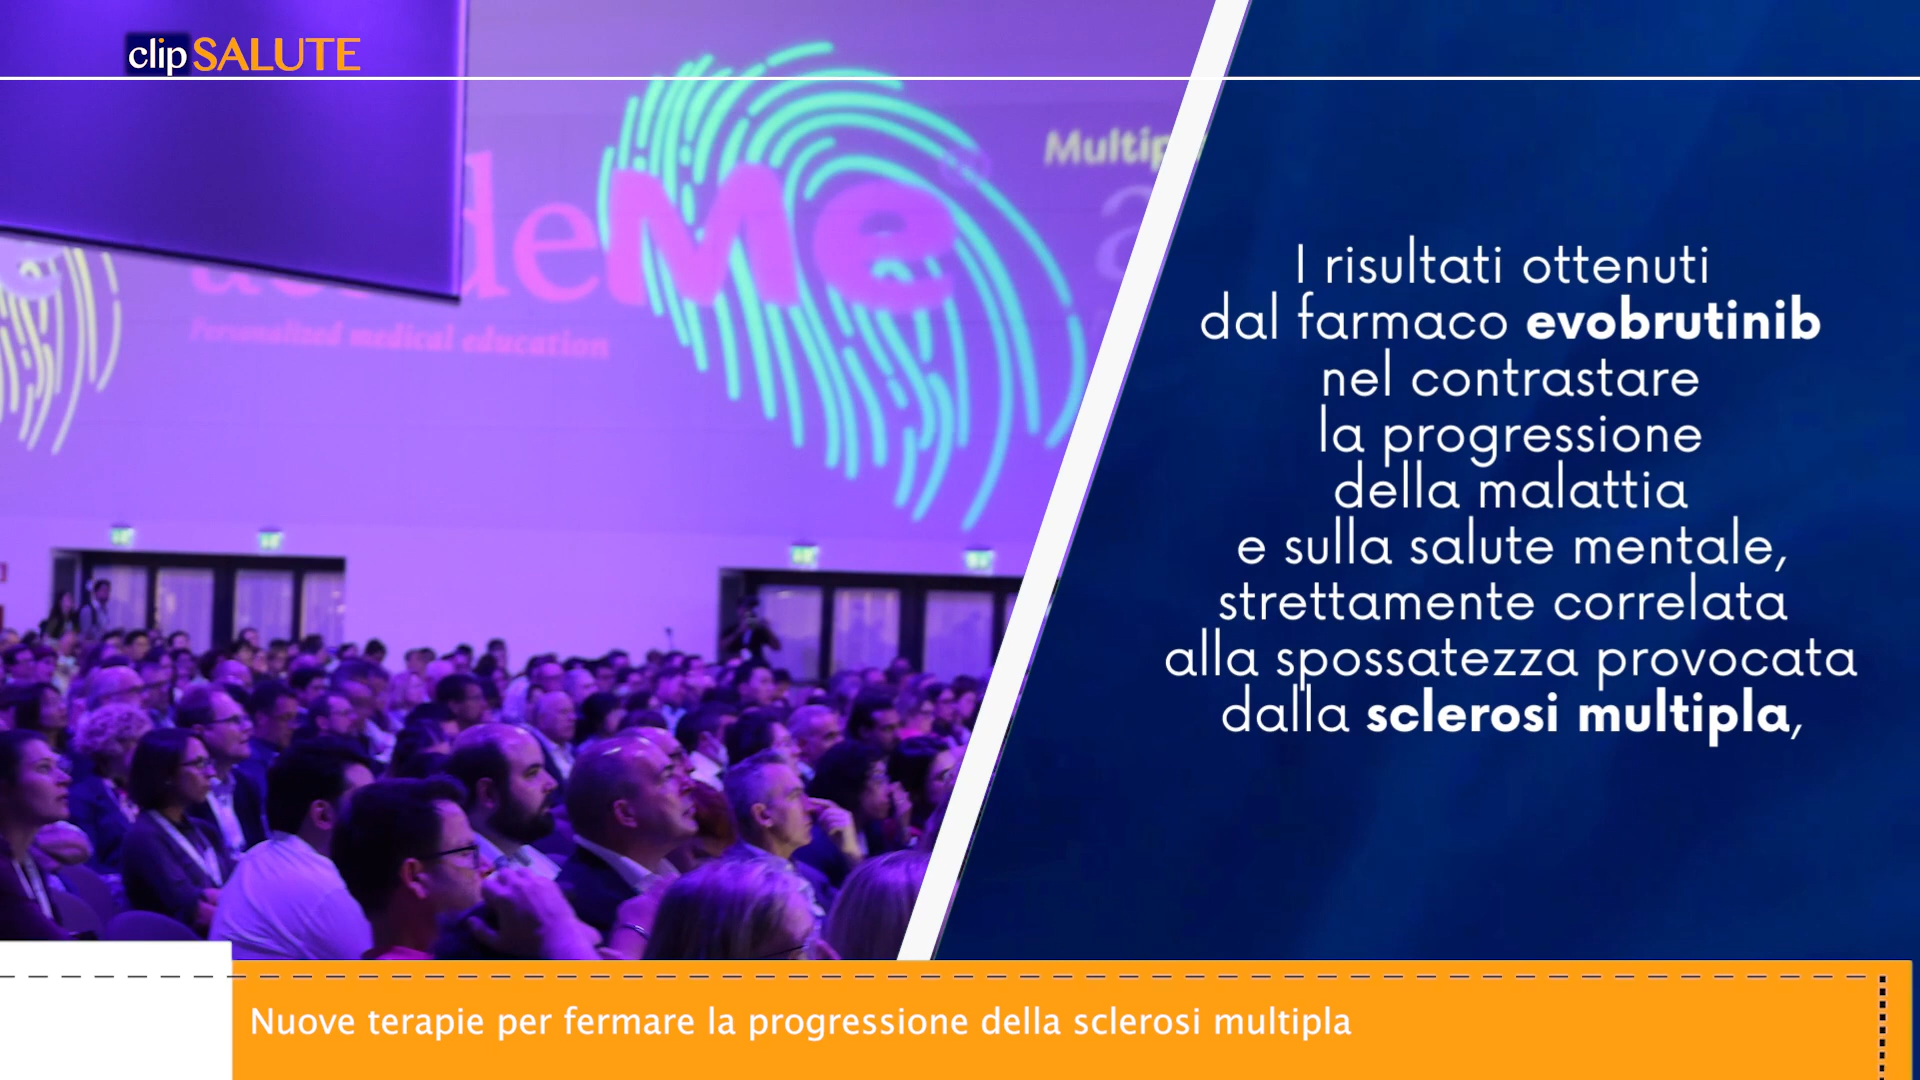 clip SALUTE
Multip
deMe
Personalized medical education
I risultati ottenuti
dal farmaco evobrutinib
nel contrastare
la progressione
della malattia
e sulla salute mentale,
strettamente correlata
alla spossatezza provocata
dalla sclerosi multipla,
Nuove terapie per fermare la progressione della sclerosi multipla